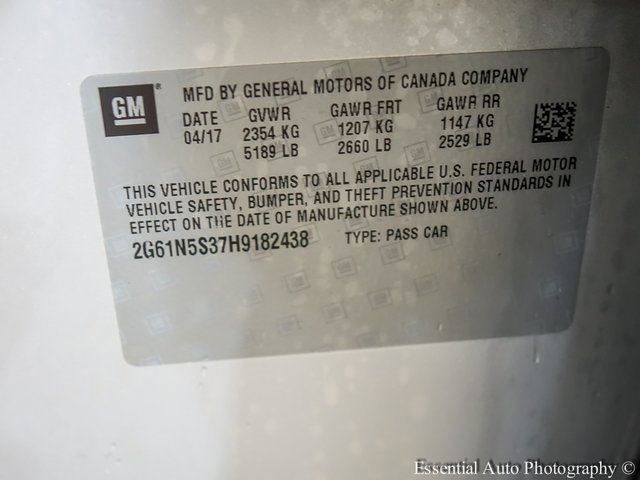 GM
MFD BY GENERAL MOTORS OF CANADA COMPANY
DATE GVWR GAWR FRT GAWR RR
04/17 2354 KG 1207 KG 1147 KG
5189 LB 2660 LB 2529 LB
THIS VEHICLE CONFORMS TO ALL APPLICABLE U.S. FEDERAL MOTOR
VEHICLE SAFETY, BUMPER, AND THEFT PREVENTION STANDARDS IN
EFFECT ON THE DATE OF MANUFACTURE SHOWN ABOVE.
2G61N5S37H9182438 TYPE: PASS CAR
Essential Auto Photography ©